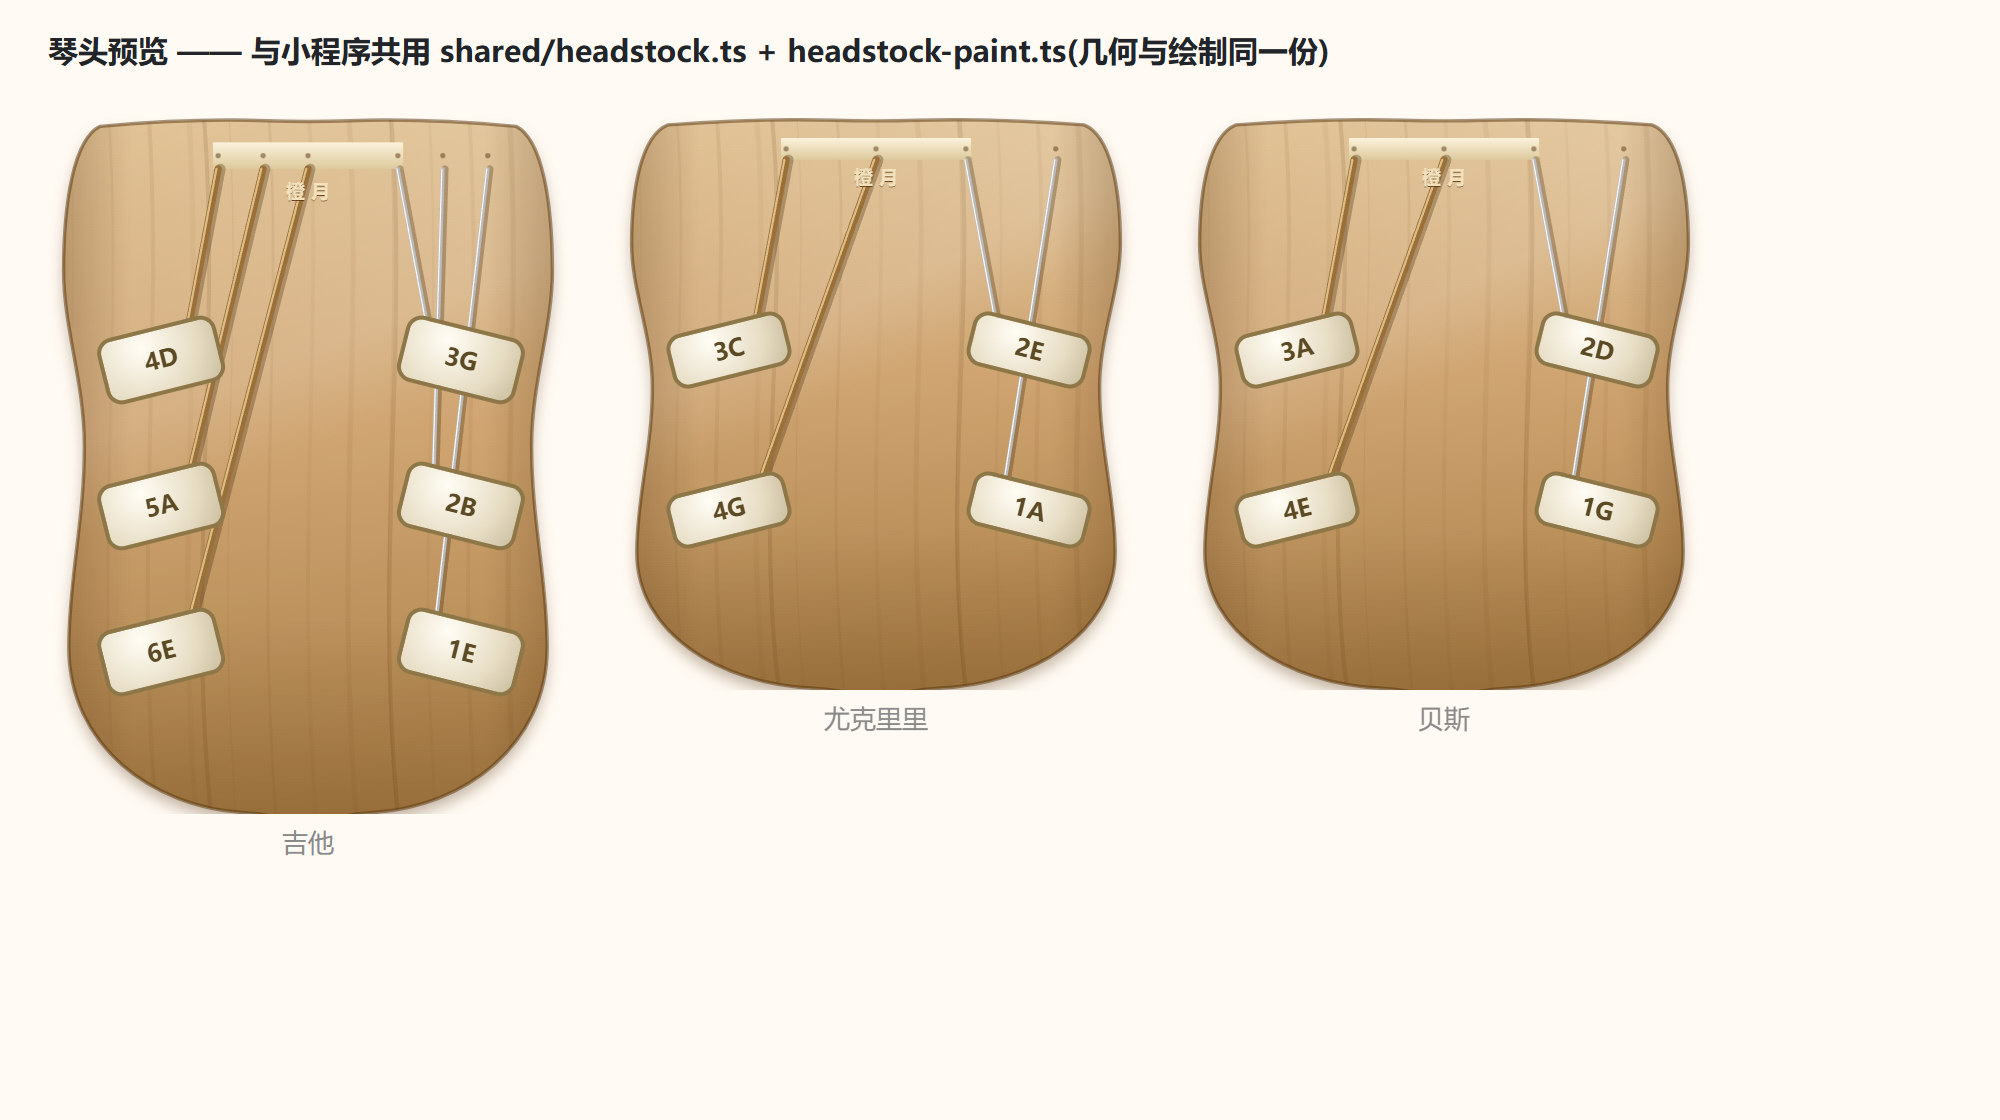 琴头预览 —— 与小程序共用 shared/headstock.ts + headstock-paint.ts(几何与绘制同一份)
橙月
4D
3G
5A
2B
6E
1E
吉他
橙月
3C
2E
4G
1A
尤克里里
橙月
3A
2D
4E
1G
贝斯